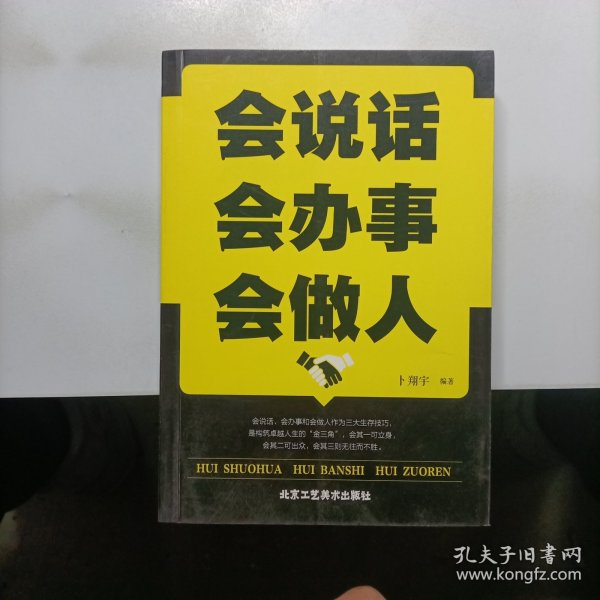 会说话
会办事
会做人
卜翔宇 编著
会说话、会办事和会做人作为三大生存技巧，
是构筑卓越人生的“金三角”，会其一可立身，
会其二可出众，会其三则无往而不胜。
HUI SHUOHUA HUI BANSHI HUI ZUOREN
北京工艺美术出版社
孔夫子旧书网
www.kongfz.com